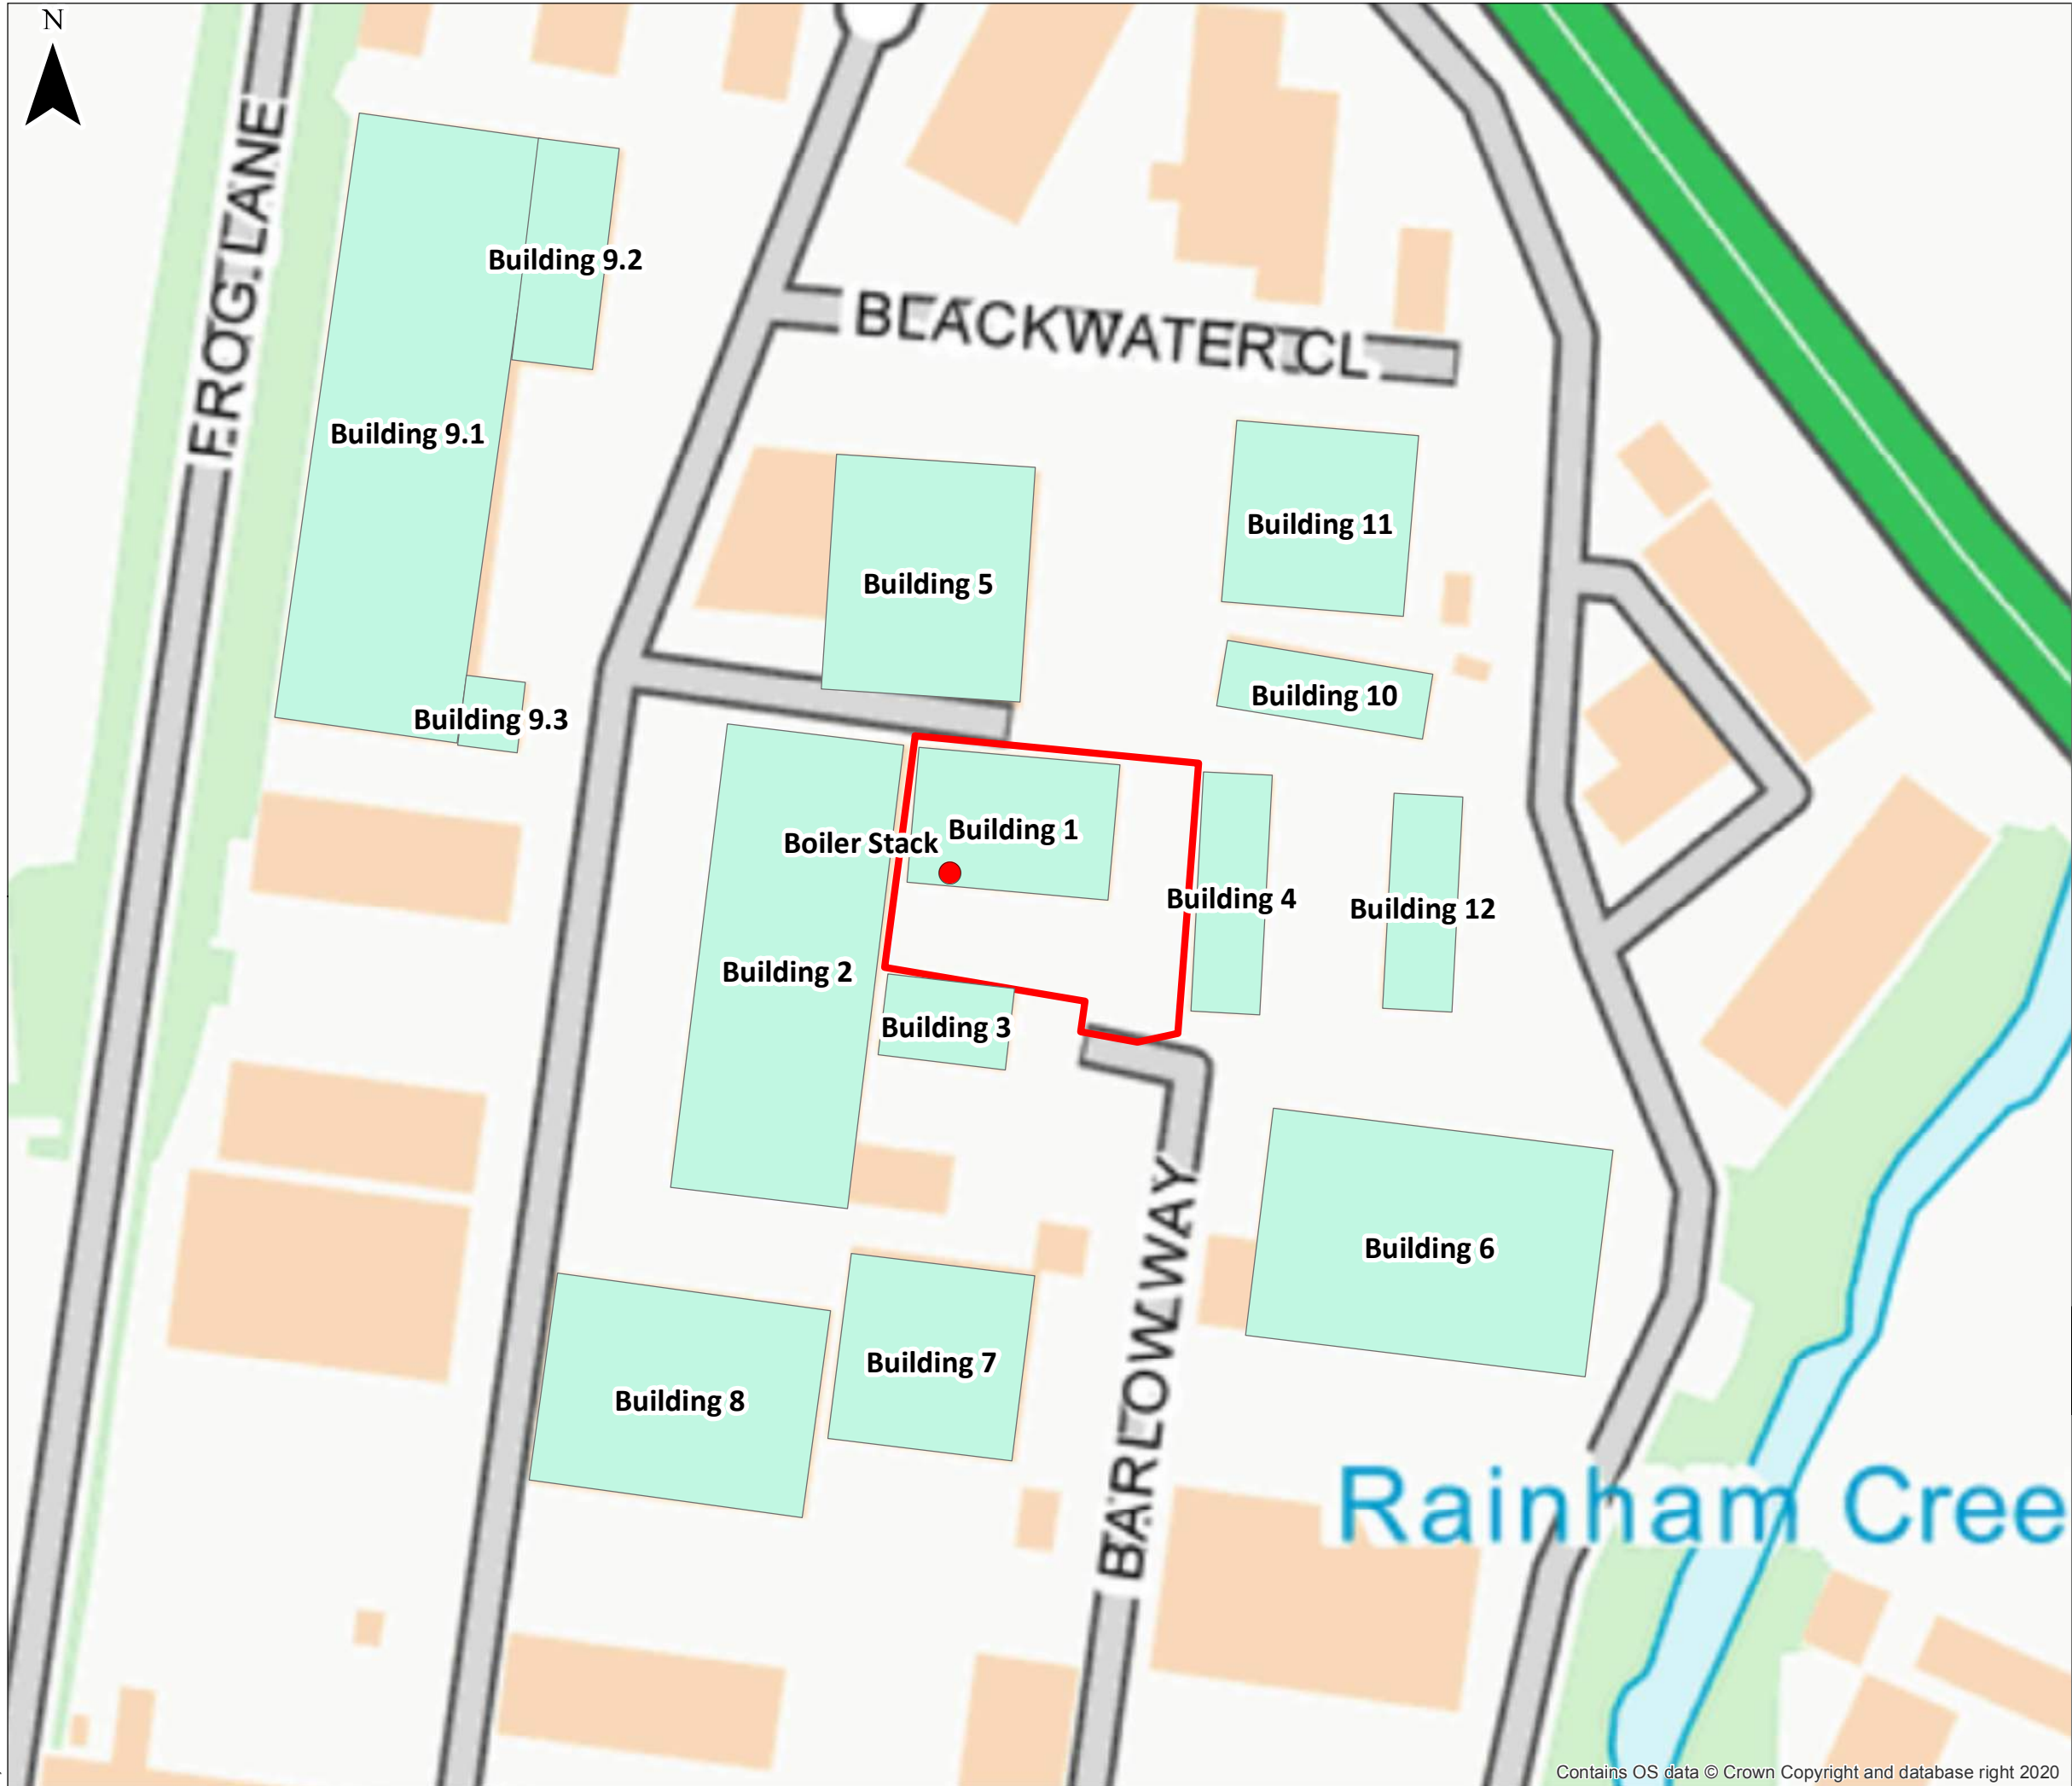 N
FROG LANE
Building 9.2
BLACKWATER CL
Building 9.1
Building 11
Building 5
Building 10
Building 9.3
Building 1
Boiler Stack
Building 4
Building 12
Building 2
Building 3
BARLOW WAY
Building 6
Building 7
Building 8
Rainham Cree
Contains OS data © Crown Copyright and database right 2020